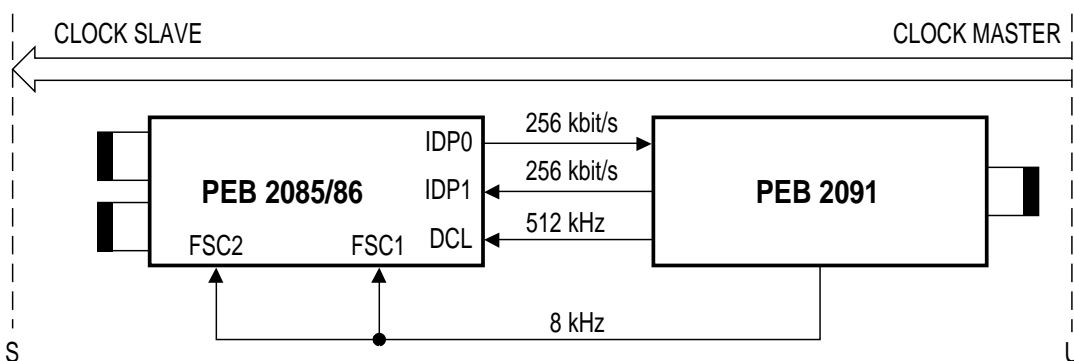 CLOCK SLAVE
CLOCK MASTER
IDP0
256 kbit/s
PEB 2085/86
IDP1
256 kbit/s
PEB 2091
FSC2
FSC1
DCL
512 kHz
8 kHz
S
U